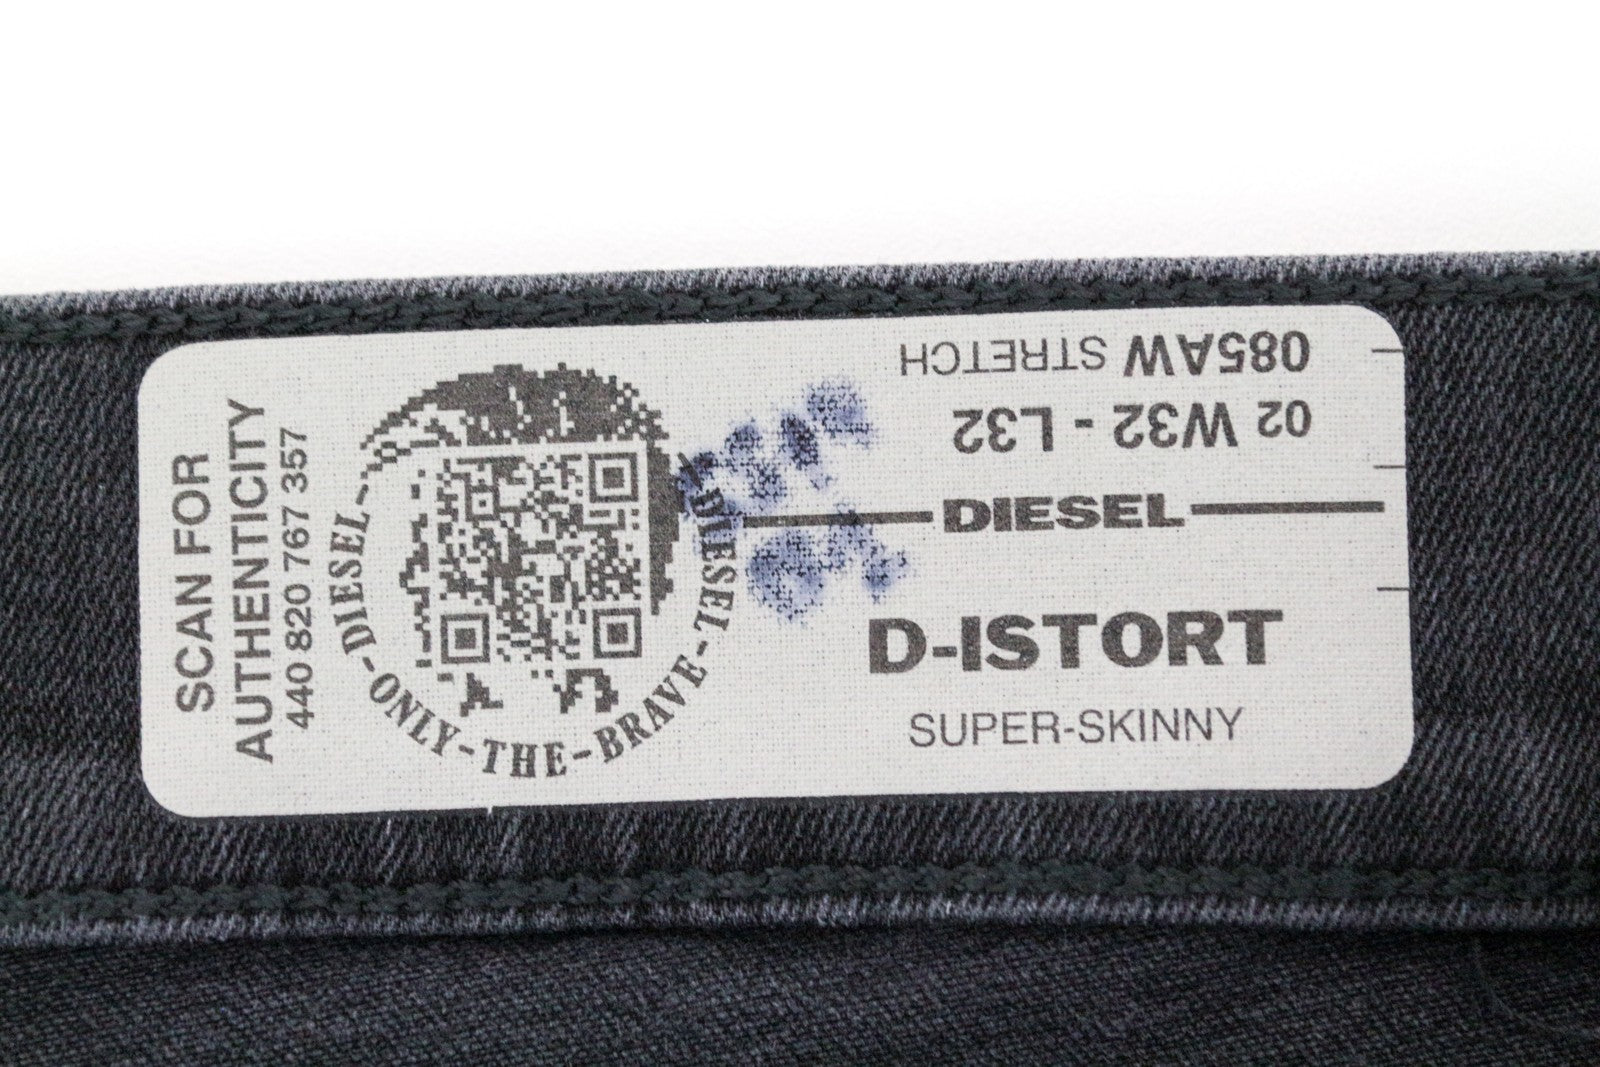 SCAN FOR
AUTHENTICITY
440 820 767 357
DIESEL-ONLY-THE-BRAVE-DIESEL
085AW STRETCH
02 W32 - L32
DIESEL
D-ISTORT
SUPER-SKINNY